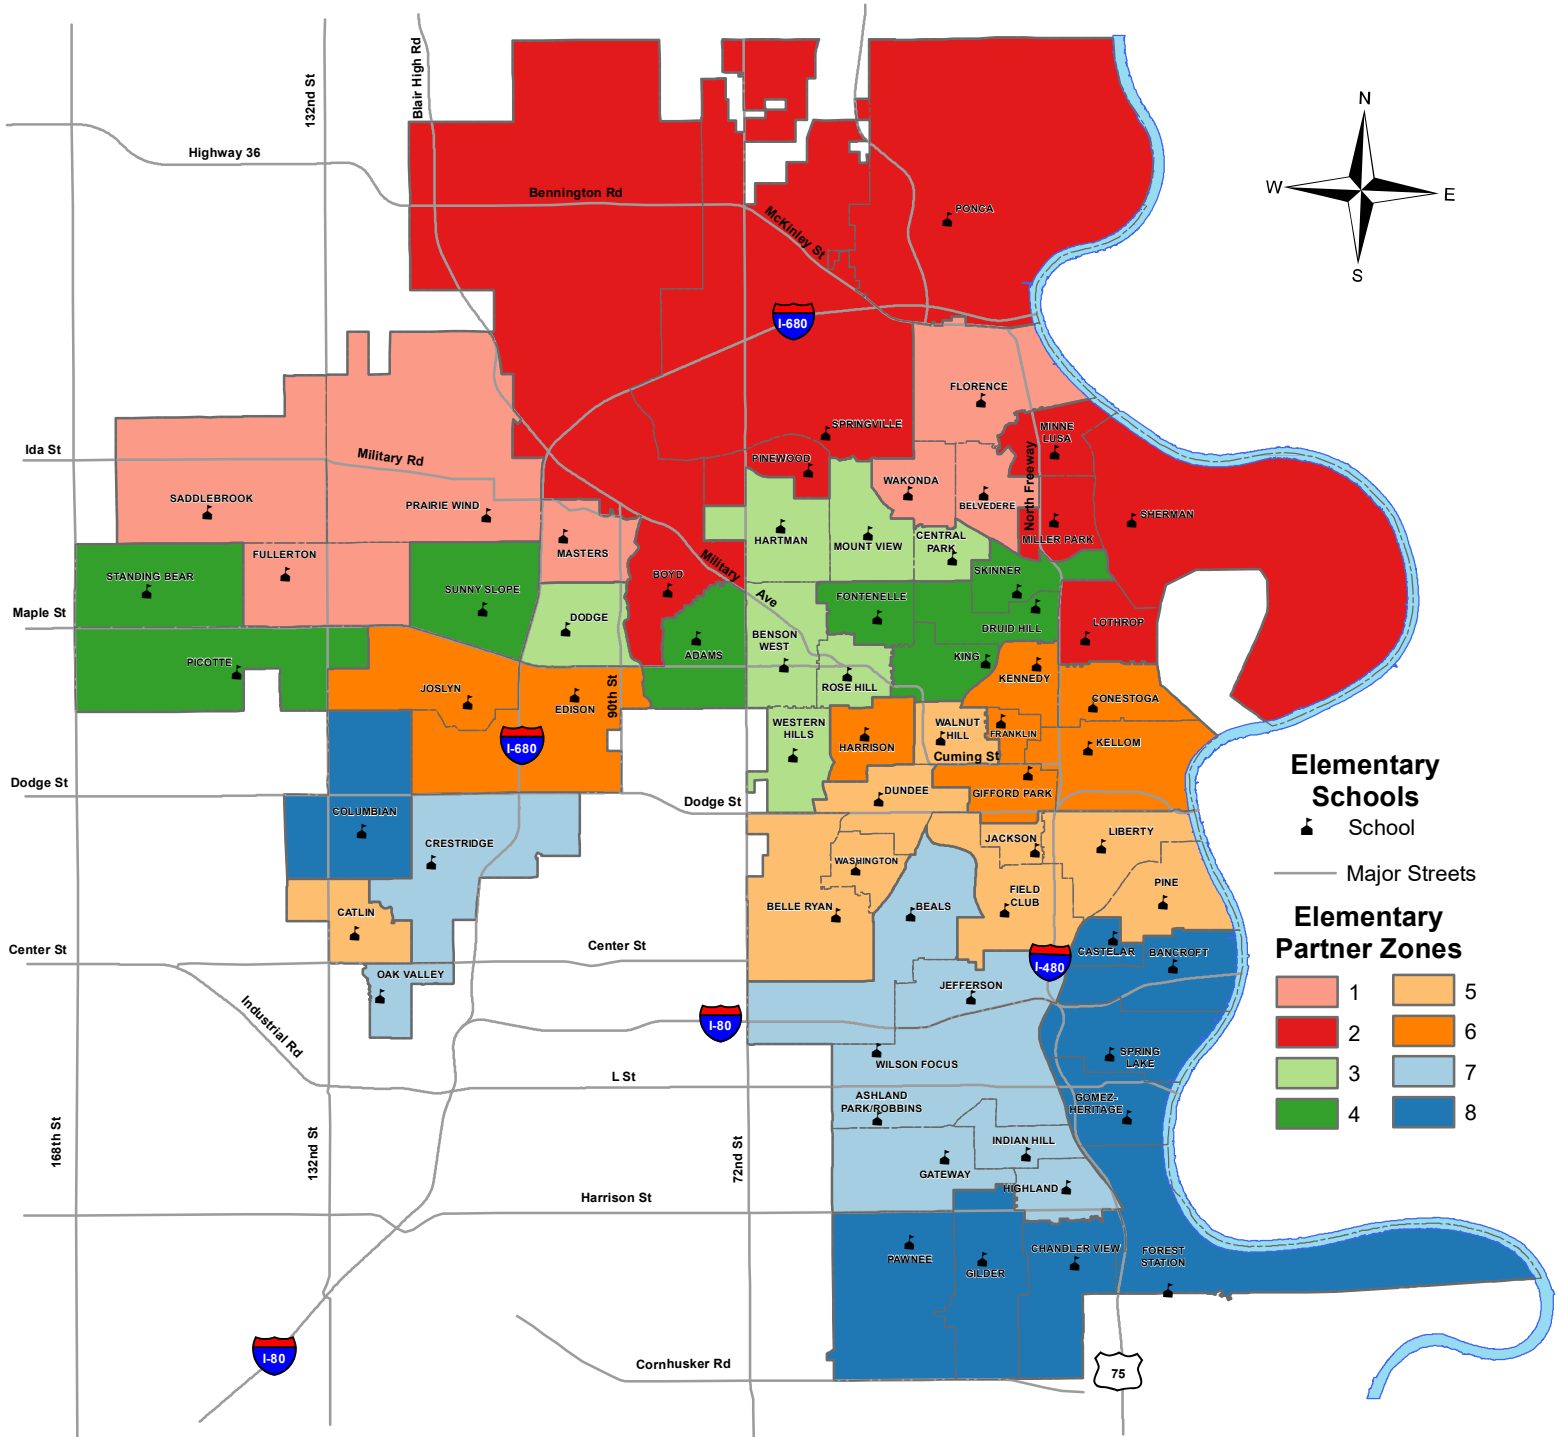 Blair High Rd
132nd St
N
Highway 36
W
E
Bennington Rd
PONCA
McKinley St
S
I-680
FLORENCE
SPRINGVILLE
MINNE
LUSA
Ida St
Military Rd
PINEWOOD
WAKONDA
North Freeway
SADDLEBROOK
PRAIRIE WIND
BELVEDERE
SHERMAN
HARTMAN
MOUNT VIEW
CENTRAL
PARK
MILLER PARK
FULLERTON
MASTERS
STANDING BEAR
BOYD
Military
Ave
SKINNER
SUNNY SLOPE
FONTENELLE
Maple St
DODGE
DRUID HILL
LOTHROP
BENSON
WEST
ADAMS
KING
PICOTTE
KENNEDY
JOSLYN
ROSE HILL
90th St
EDISON
CONESTOGA
WESTERN
HILLS
WALNUT
HILL
FRANKLIN
HARRISON
KELLOM
I-680
Cuming St
Elementary
Schools
School
Dodge St
Dodge St
DUNDEE
GIFFORD PARK
COLUMBIAN
CRESTRIDGE
JACKSON
LIBERTY
WASHINGTON
Major Streets
PINE
CATLIN
BELLE RYAN
BEALS
FIELD
CLUB
Elementary
Partner Zones
Center St
Center St
CASTELAR
BANCROFT
I-480
OAK VALLEY
JEFFERSON
1
5
Industrial Rd
I-80
2
6
WILSON FOCUS
SPRING
LAKE
L St
3
7
ASHLAND
PARK/ROBBINS
GOMEZ-
HERITAGE
4
8
168th St
132nd St
72nd St
INDIAN HILL
GATEWAY
HIGHLAND
Harrison St
PAWNEE
GILDER
CHANDLER VIEW
FOREST
STATION
I-80
Cornhusker Rd
75